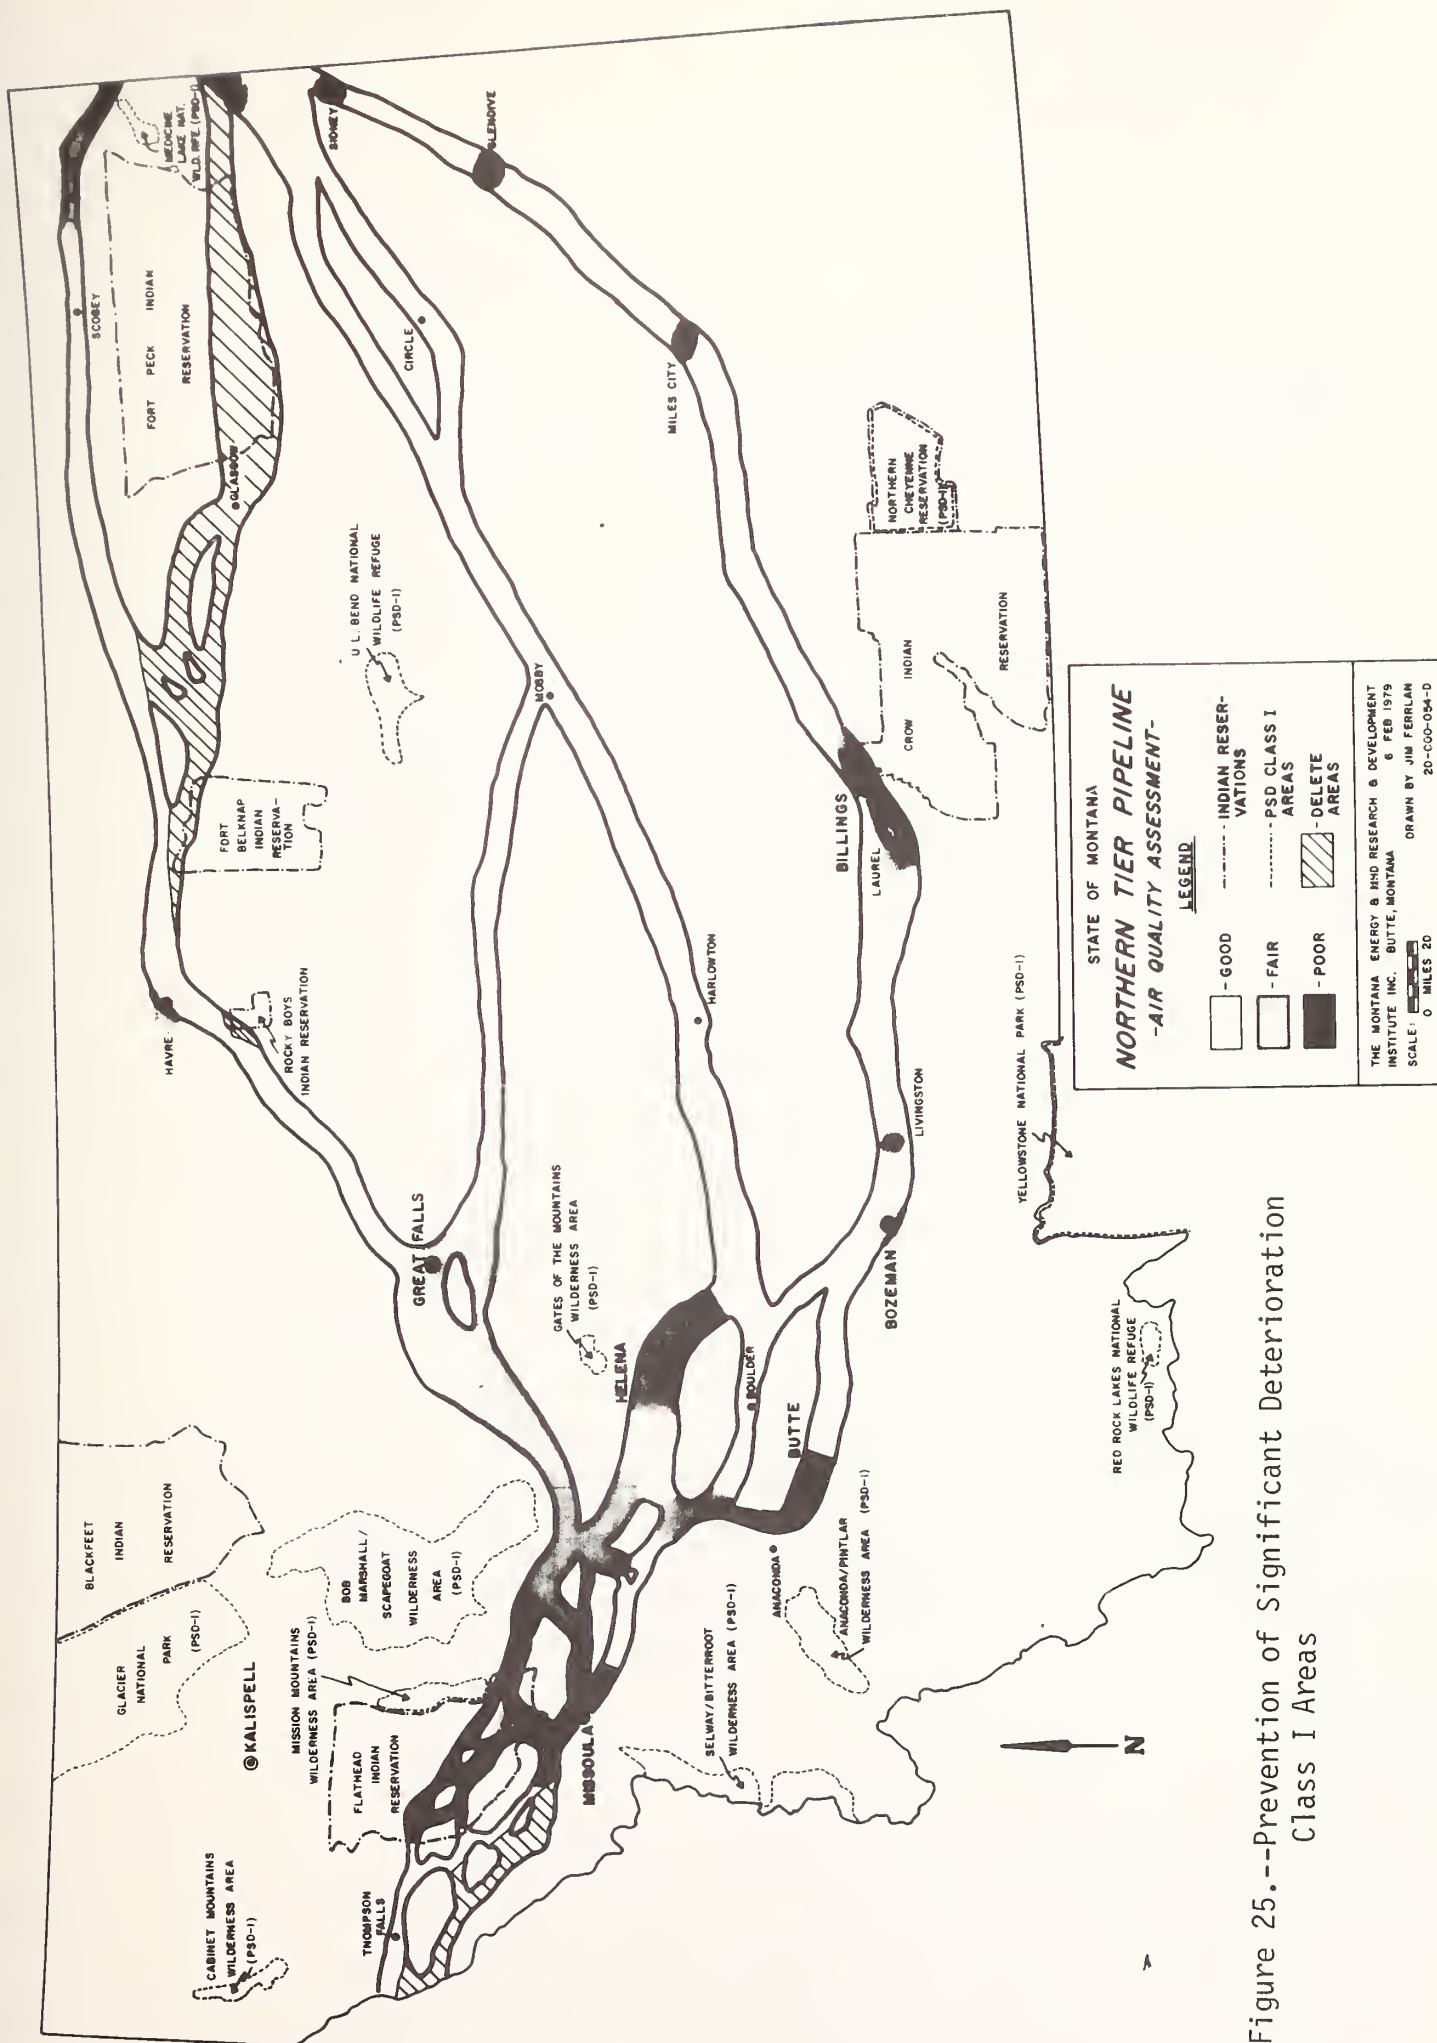 BLACKFEET
INDIAN
RESERVATION
GLACIER
NATIONAL
PARK
(PSD-I)
KALISPELL
CABINET MOUNTAINS
WILDERNESS AREA
(PSD-I)
MISSION MOUNTAINS
WILDERNESS AREA (PSD-I)
BOB
MARSHALL/
SCAPEGOAT
WILDERNESS
AREA
(PSD-I)
FLATHEAD
INDIAN
RESERVATION
THOMPSON
FALLS
MISSOULA
SELWAY/BITTERROOT
WILDERNESS AREA (PSD-I)
ANACONDA
ANACONDA/PINTLAR
WILDERNESS AREA (PSD-I)
BUTTE
BOULDER
HELENA
GATES OF THE MOUNTAINS
WILDERNESS AREA
(PSD-I)
GREAT FALLS
HAVRE
ROCKY BOYS
INDIAN RESERVATION
FORT
BELKNAP
INDIAN
RESERVA-
TION
U L. BEND NATIONAL
WILDLIFE REFUGE
(PSD-I)
GLASGOW
FORT PECK INDIAN
RESERVATION
SCOBEY
MEDICINE
LAKE NAT.
WLD. RFE. (PSD-I)
SIDNEY
GLENDIVE
CIRCLE
MILES CITY
MOSBY
HARLOWTON
BILLINGS
LAUREL
CROW INDIAN
RESERVATION
NORTHERN
CHEYENNE
RESERVATION
(PSD-I)
LIVINGSTON
BOZEMAN
YELLOWSTONE NATIONAL PARK (PSD-I)
RED ROCK LAKES NATIONAL
WILDLIFE REFUGE
(PSD-I)
N
STATE OF MONTANA
NORTHERN TIER PIPELINE
-AIR QUALITY ASSESSMENT-
LEGEND
- GOOD
- FAIR
- POOR
- INDIAN RESER-
VATIONS
- PSD CLASS I
AREAS
- DELETE
AREAS
THE MONTANA ENERGY & MHD RESEARCH & DEVELOPMENT
INSTITUTE INC. BUTTE, MONTANA 6 FEB 1979
SCALE: DRAWN BY JIM FERRLAN
0 MILES 20 20-COO-054-D
Figure 25.--Prevention of Significant Deterioration
Class I Areas